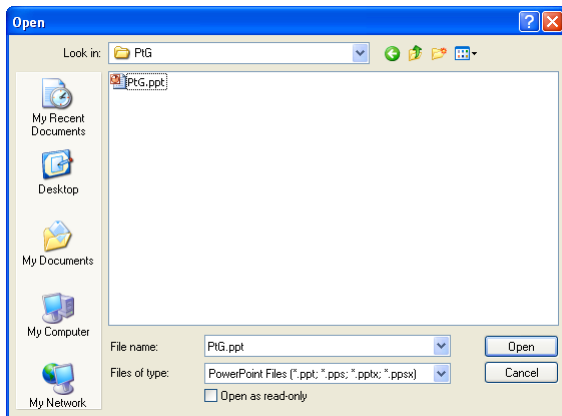 Open
Look in: PtG
PtG.ppt
My Recent
Documents
Desktop
My Documents
My Computer
My Network
File name: PtG.ppt Open
Files of type: PowerPoint Files (*.ppt; *.pps; *.pptx; *.ppsx) Cancel
Open as read-only